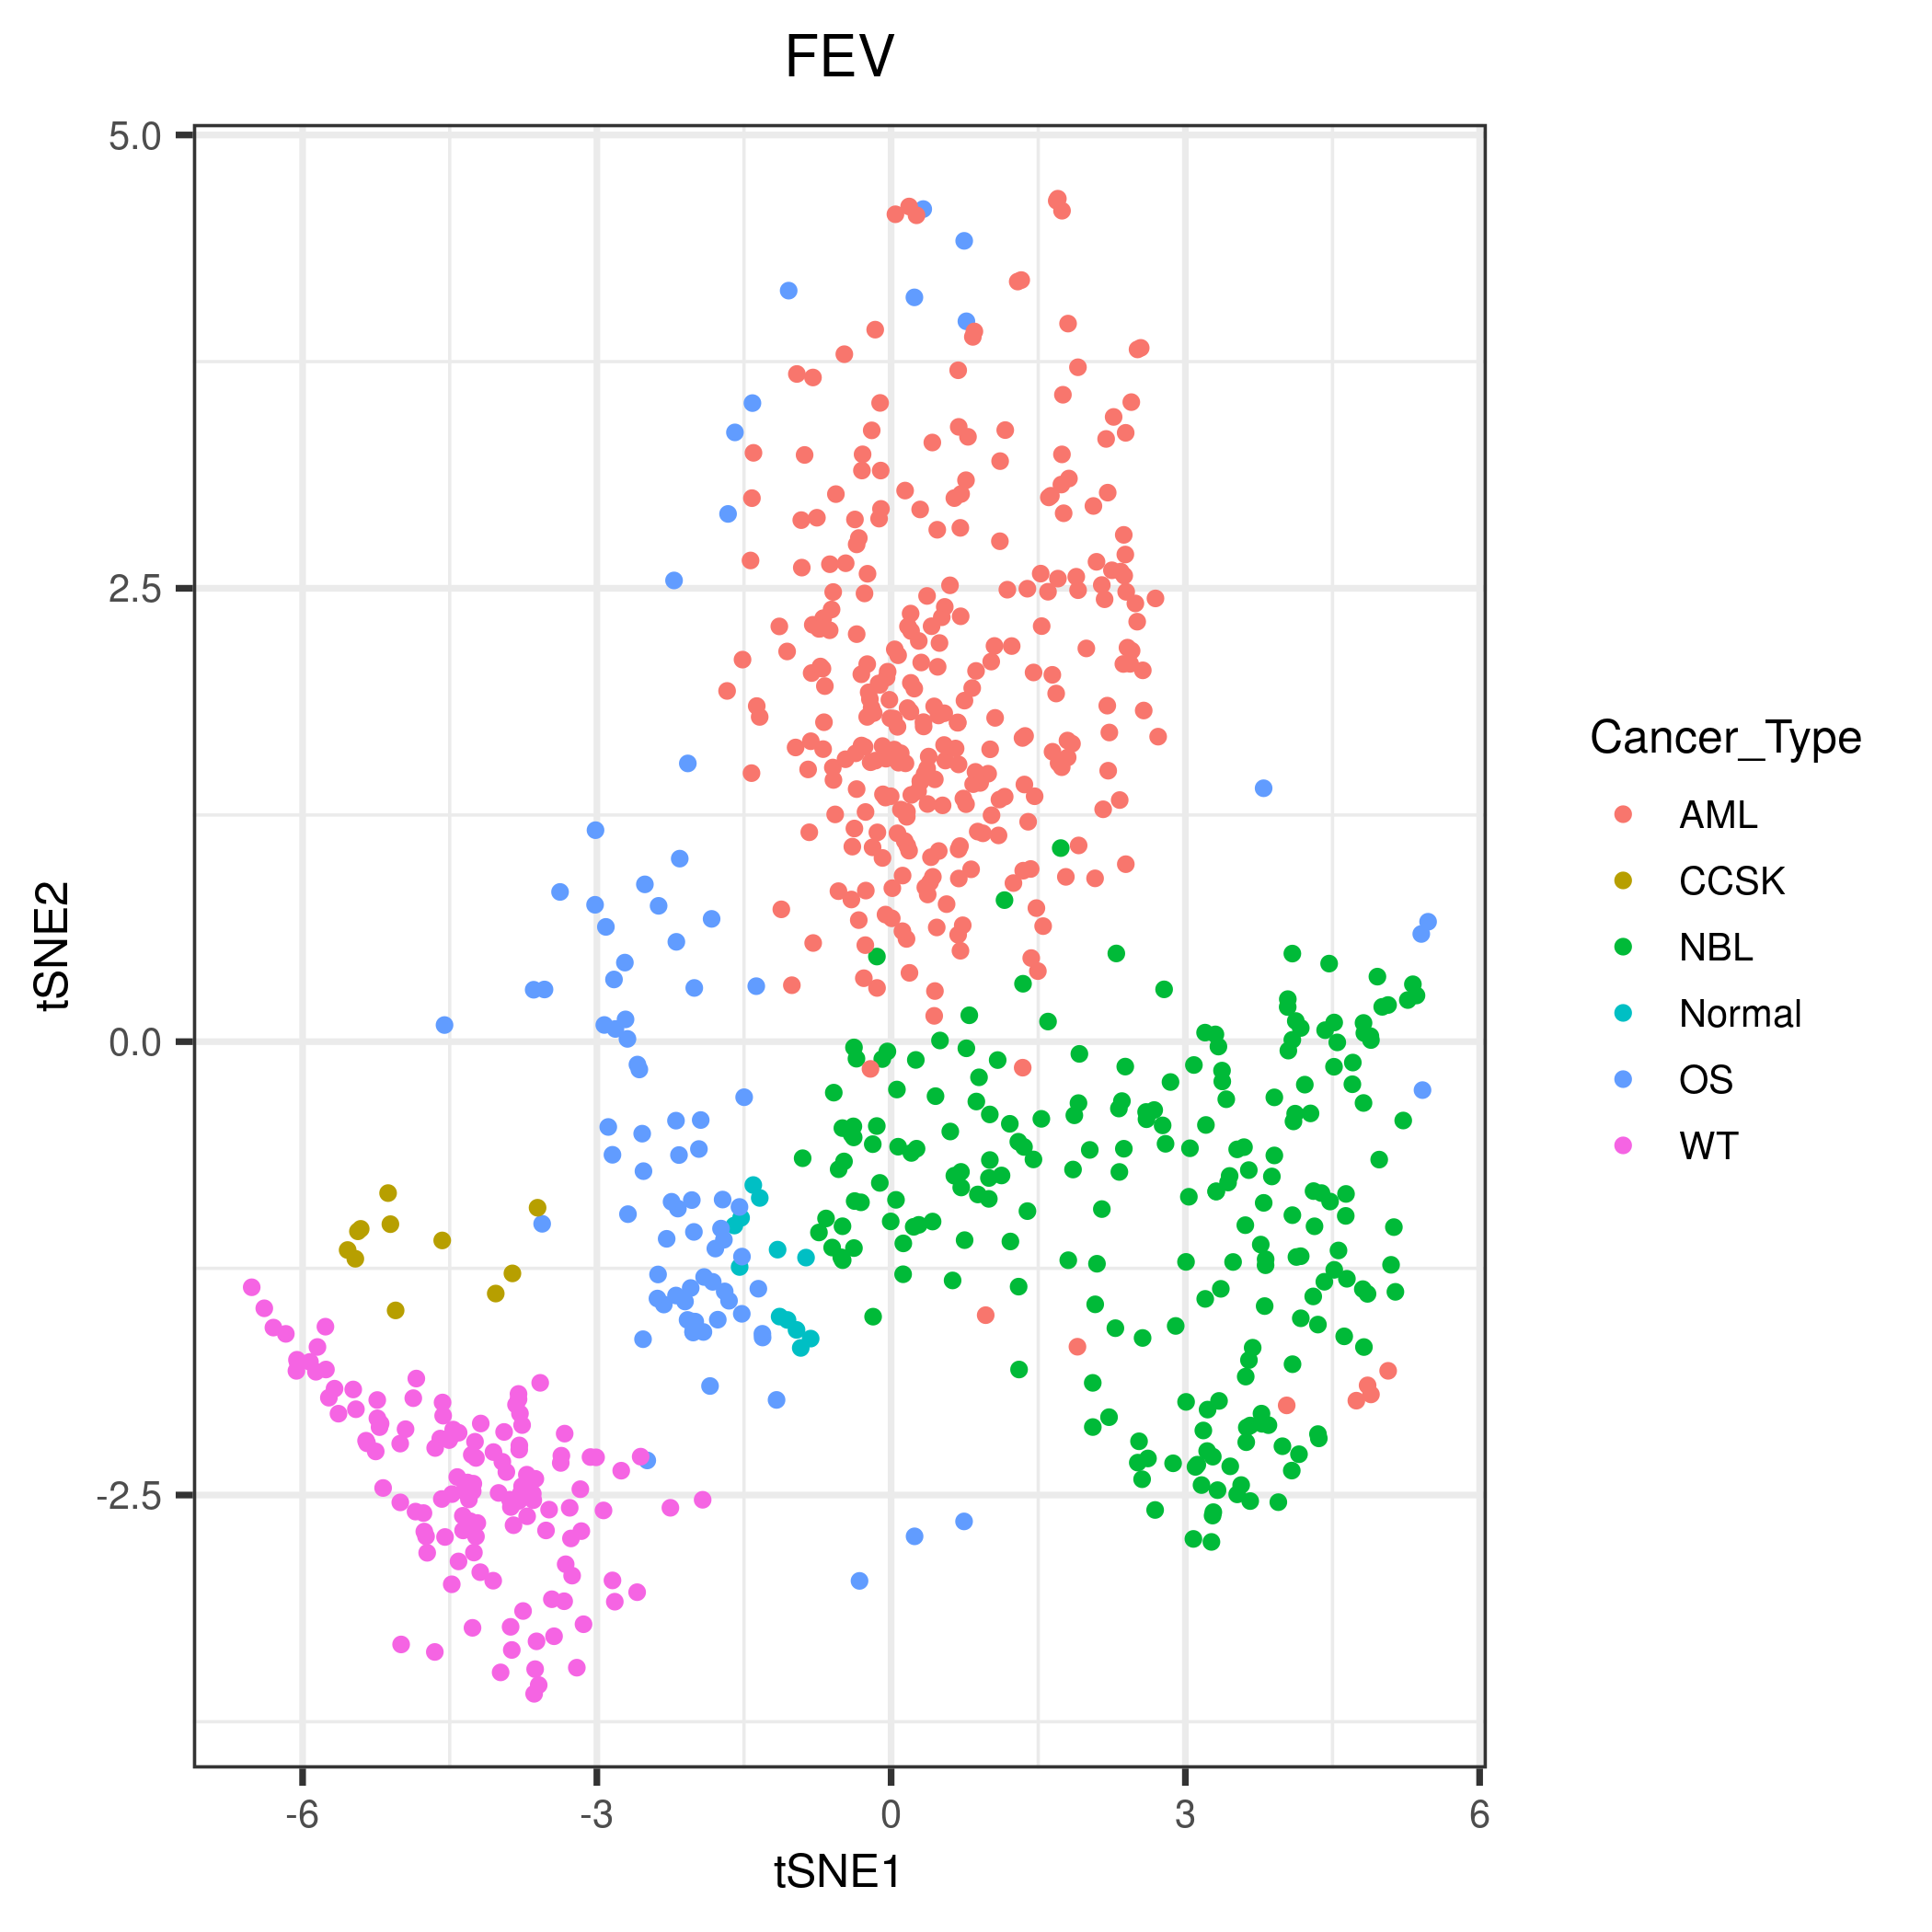 FEV
5.0
2.5
0.0
-2.5
tSNE2
-6
-3
0
3
6
tSNE1
Cancer_Type
AML
CCSK
NBL
Normal
OS
WT